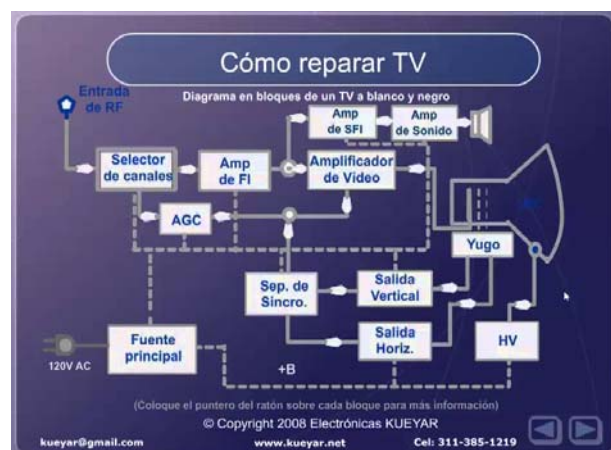 Cómo reparar TV
Diagrama en bloques de un TV a blanco y negro
Entrada
de RF
Amp
de SFI
Amp
de Sonido
Selector
de canales
Amp
de FI
Amplificador
de Video
AGC
Yugo
Sep. de
Sincro.
Salida
Vertical
Fuente
principal
Salida
Horiz.
HV
120V AC
+B
(Coloque el puntero del ratón sobre cada bloque para más información)
© Copyright 2008 Electrónicas KUEYAR
kueyar@gmail.com
www.kueyar.net
Cel: 311-385-1219